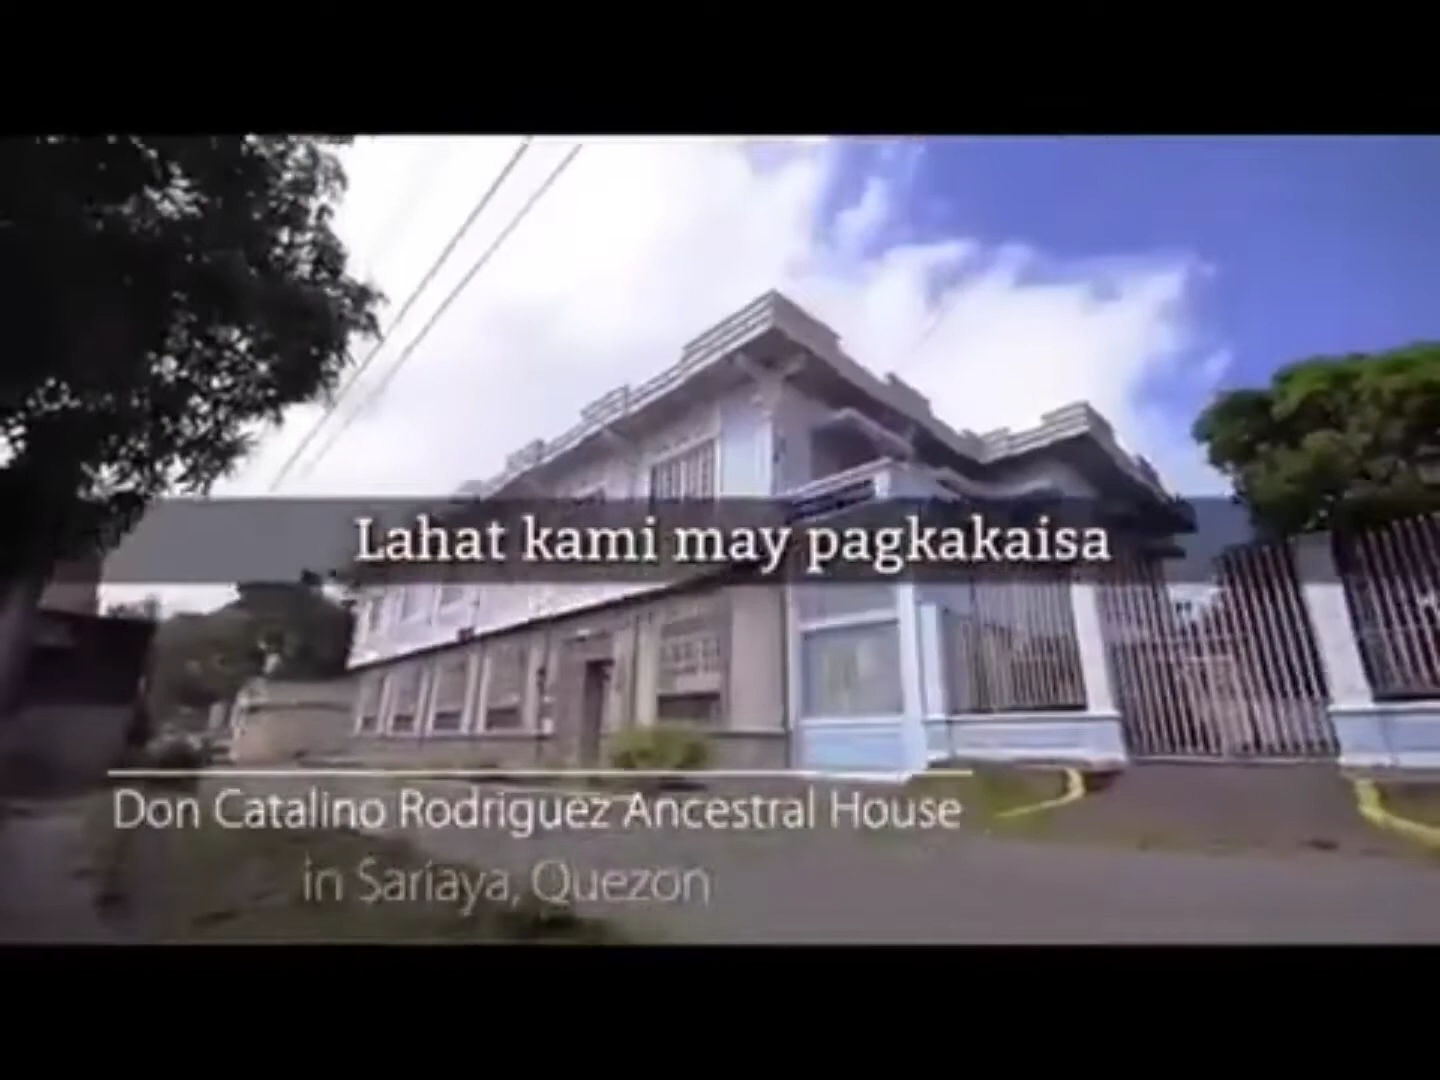 Lahat kami may pagkakaisa
Don Catalino Rodriguez Ancestral House
in Sariaya, Quezon